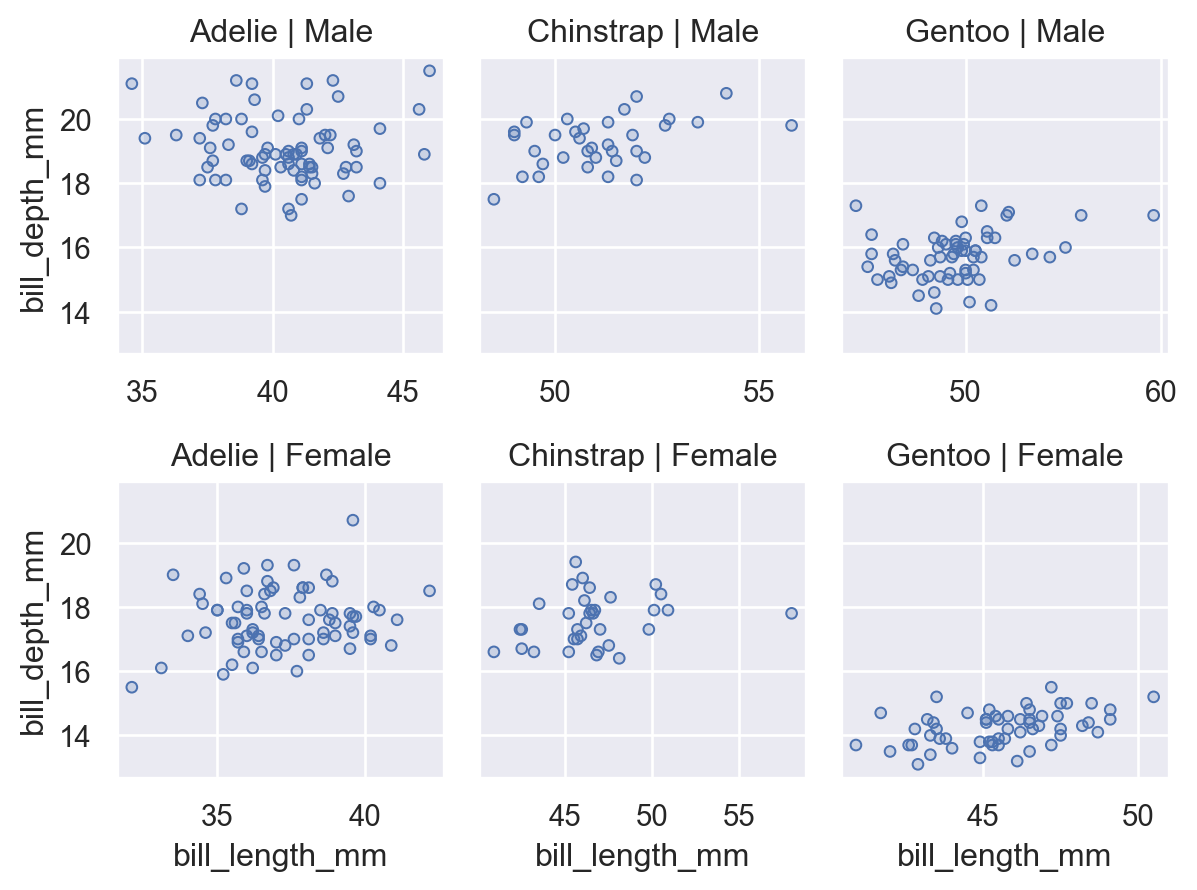 Adelie | Male
Chinstrap | Male
Gentoo | Male
bill_depth_mm
20
18
16
14
35
40
45
50
55
50
60
Adelie | Female
Chinstrap | Female
Gentoo | Female
bill_depth_mm
20
18
16
14
35
40
45
50
55
45
50
bill_length_mm
bill_length_mm
bill_length_mm